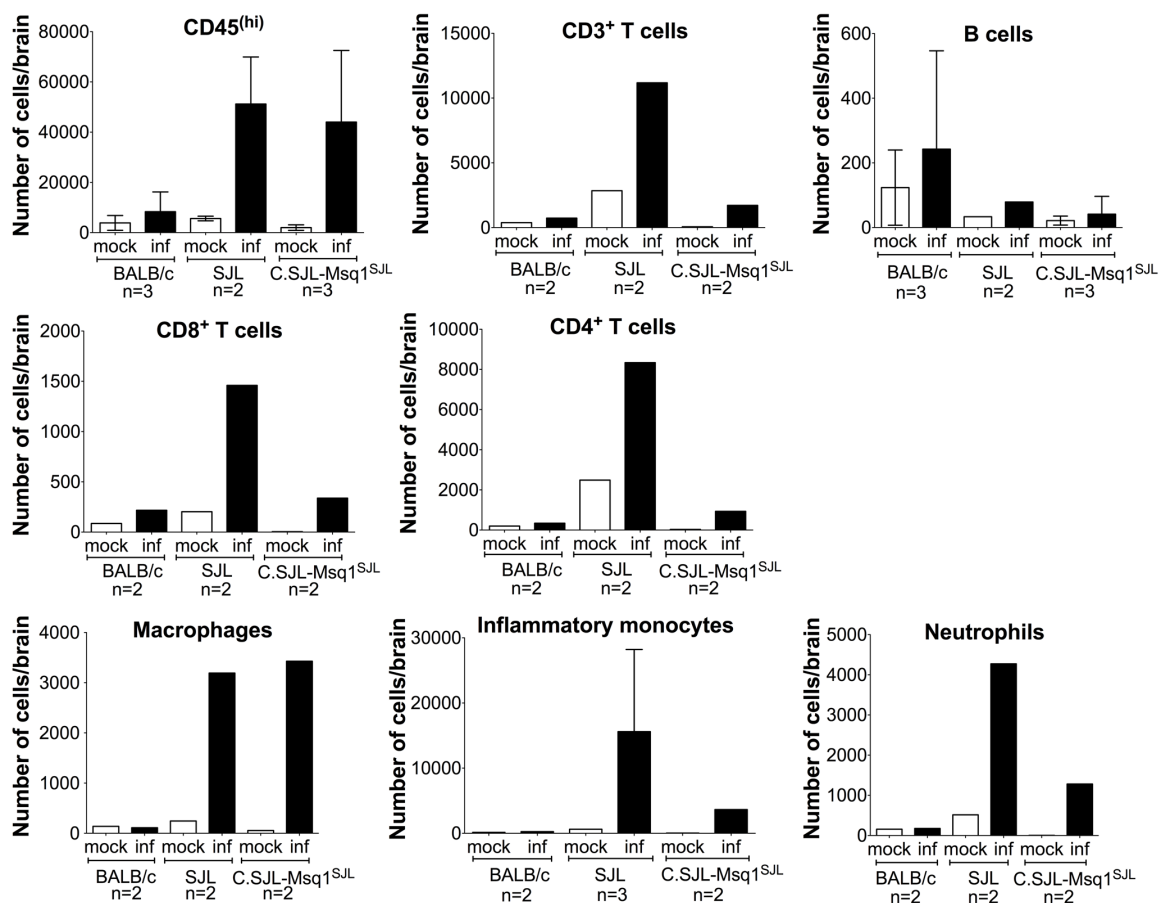 CD45(hi)
Number of cells/brain
80000
60000
40000
20000
0
mock inf mock inf mock inf
BALB/c SJL C.SJL-Msq1SJL
n=3 n=2 n=3
CD3+ T cells
Number of cells/brain
15000
10000
5000
0
mock inf mock inf mock inf
BALB/c SJL C.SJL-Msq1SJL
n=2 n=2 n=2
B cells
Number of cells/brain
600
400
200
0
mock inf mock inf mock inf
BALB/c SJL C.SJL-Msq1SJL
n=3 n=2 n=3
CD8+ T cells
Number of cells/brain
2000
1500
1000
500
0
mock inf mock inf mock inf
BALB/c SJL C.SJL-Msq1SJL
n=2 n=2 n=2
CD4+ T cells
Number of cells/brain
10000
8000
6000
4000
2000
0
mock inf mock inf mock inf
BALB/c SJL C.SJL-Msq1SJL
n=2 n=2 n=2
Macrophages
Number of cells/brain
4000
3000
2000
1000
0
mock inf mock inf mock inf
BALB/c SJL C.SJL-Msq1SJL
n=2 n=2 n=2
Inflammatory monocytes
Number of cells/brain
30000
20000
10000
0
mock inf mock inf mock inf
BALB/c SJL C.SJL-Msq1SJL
n=2 n=3 n=2
Neutrophils
Number of cells/brain
5000
4000
3000
2000
1000
0
mock inf mock inf mock inf
BALB/c SJL C.SJL-Msq1SJL
n=2 n=2 n=2